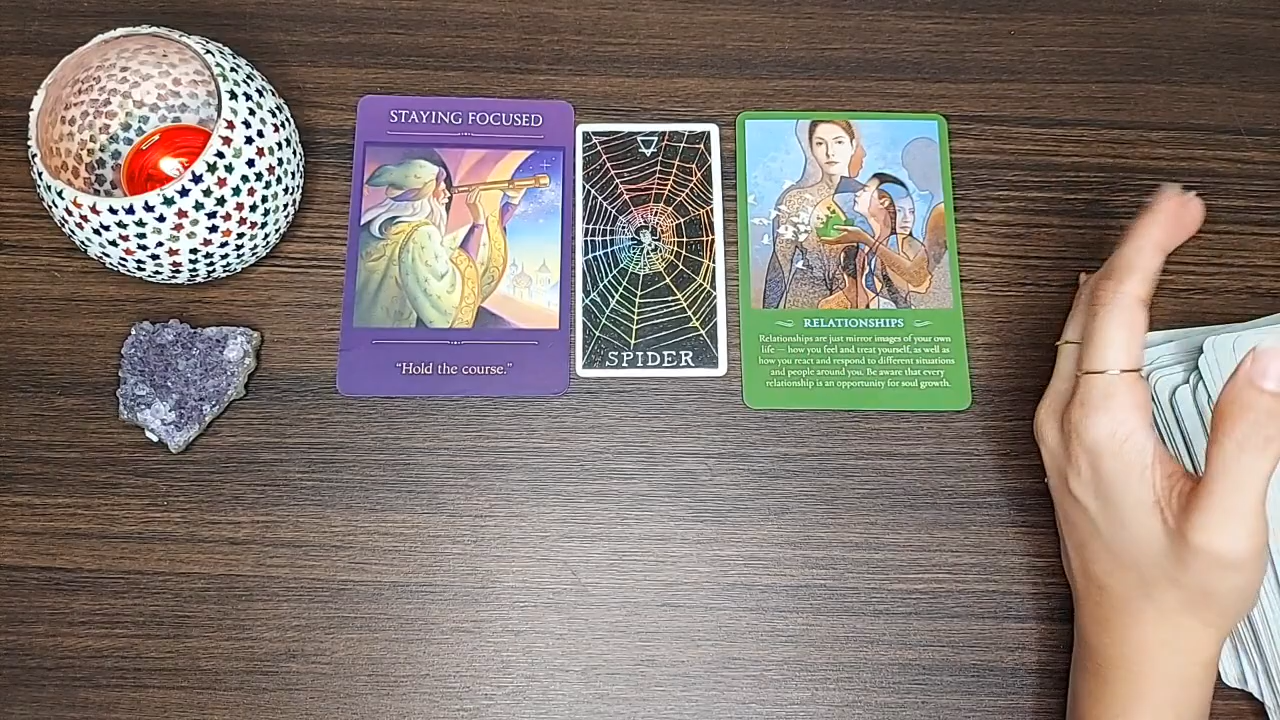 STAYING FOCUSED
"Hold the course."
SPIDER
RELATIONSHIPS
Relationships are just mirror images of your own
life — how you feel and treat yourself, as well as
how you react and respond to different situations
and people around you. Be aware that every
relationship is an opportunity for soul growth.